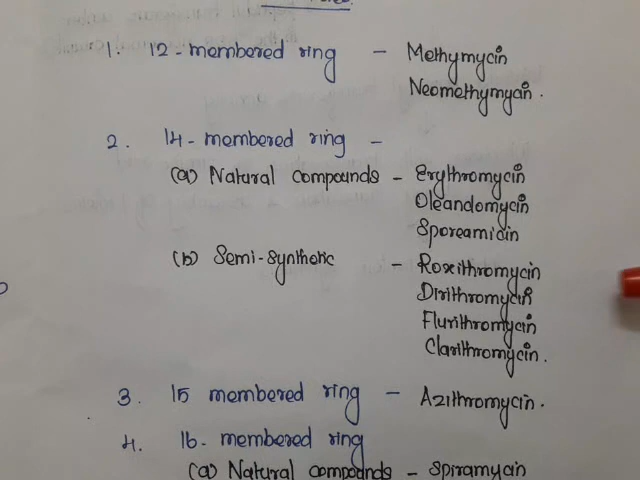 1. 12-membered ring - Methymycin
Neomethymycin.
2. 14-membered ring -
(a) Natural compounds - Erythromycin
Oleandomycin
Sporeamicin
(b) Semi-synthetic - Roxithromycin
Dirithromycin
Flurithromycin
Clarithromycin.
3. 15 membered ring - Azithromycin.
4. 16-membered ring
(a) Natural compounds - Spiramycin